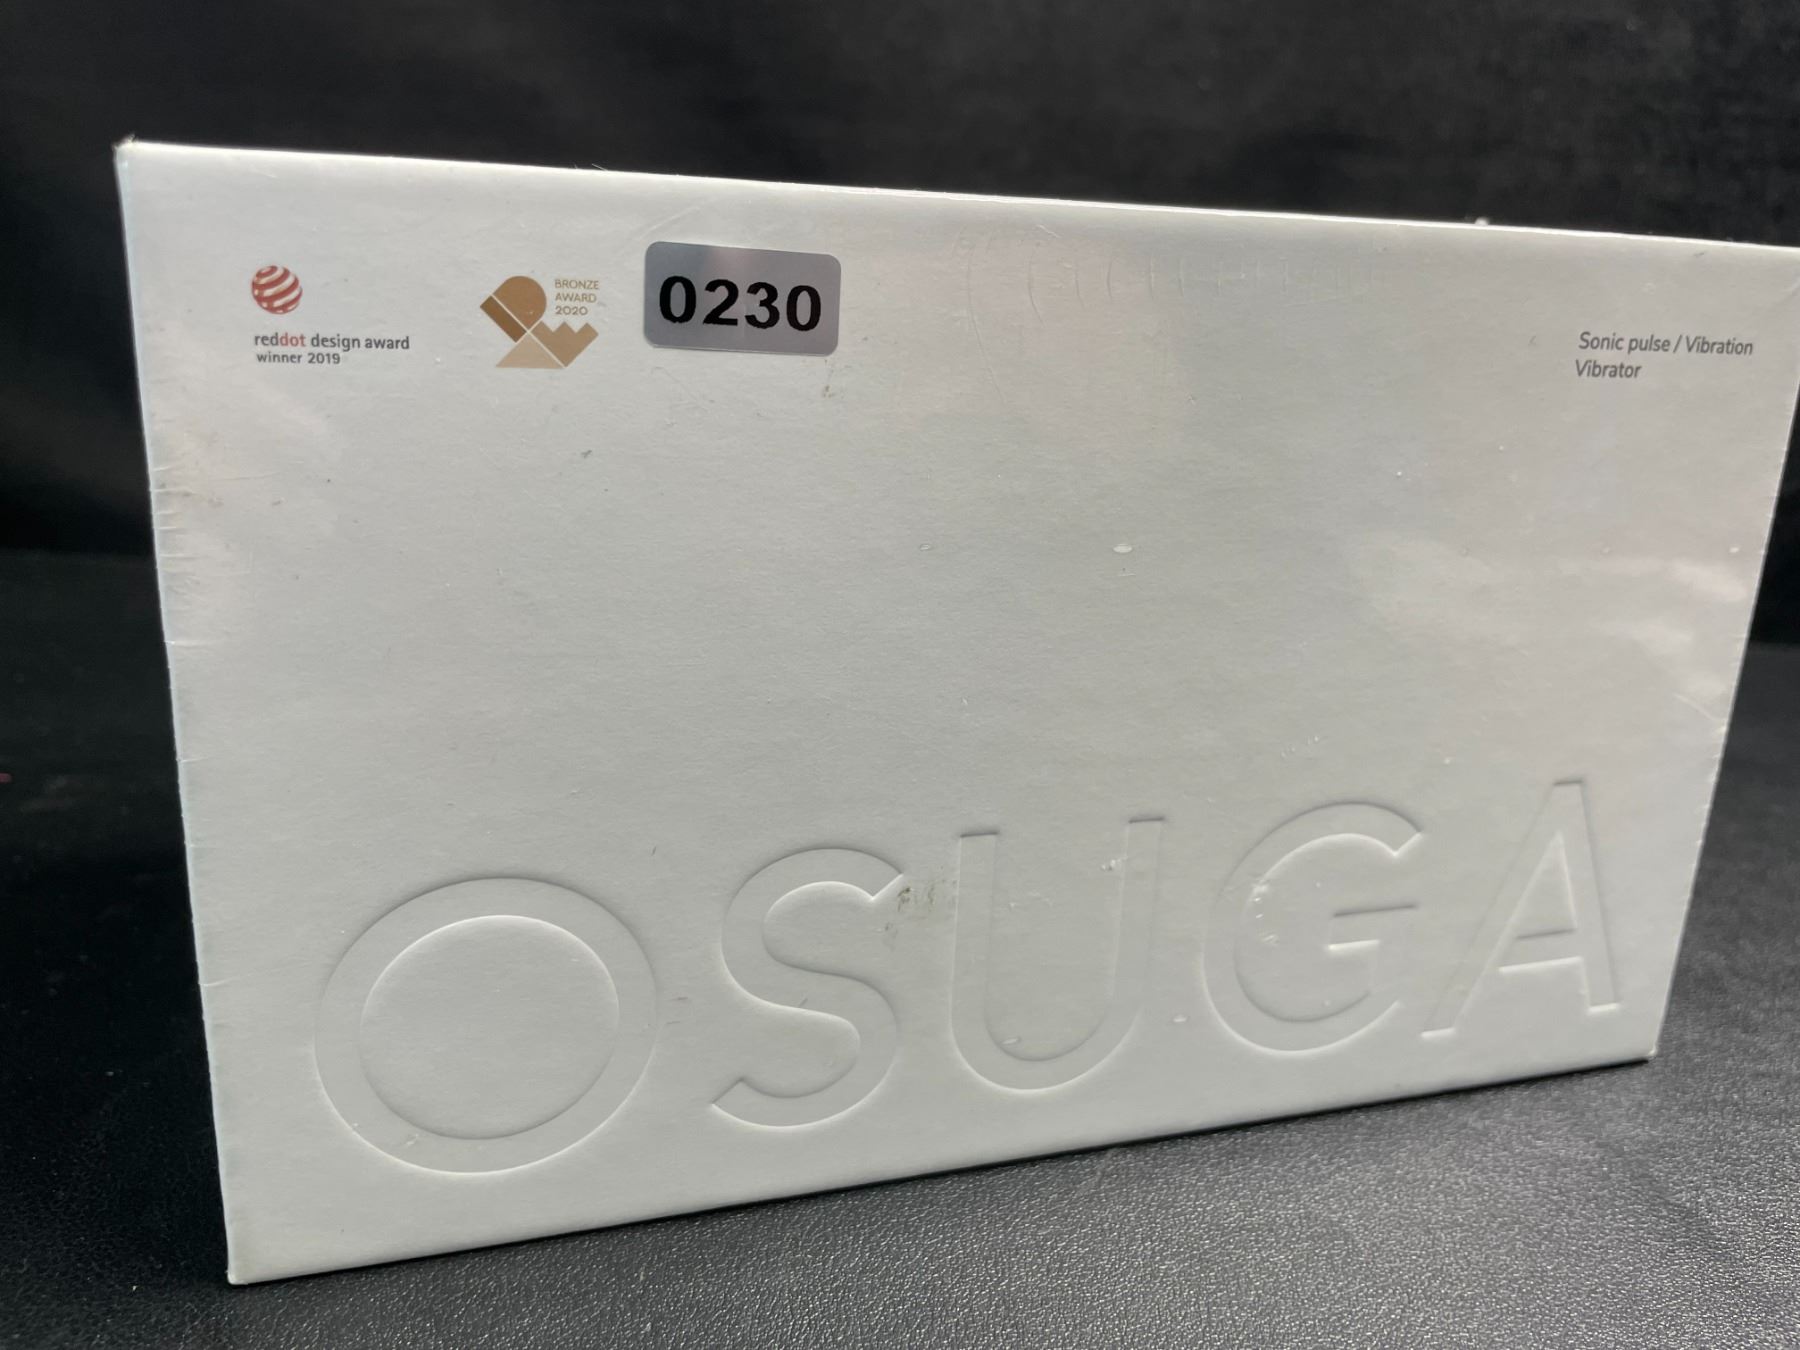 reddot design award
winner 2019
BRONZE
AWARD
2020
0230
Sonic pulse / Vibration
Vibrator
OSUGA